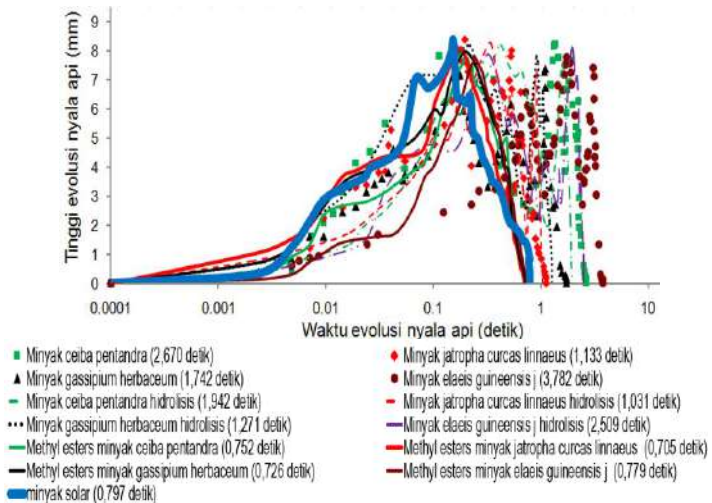 Tinggi evolusi nyala api (mm)
9
8
7
6
5
4
3
2
1
0
0.0001
0.001
0.01
0.1
1
10
Waktu evolusi nyala api (detik)
Minyak ceiba pentandra (2,670 detik)
Minyak jatropha curcas linnaeus (1,133 detik)
Minyak gassipium herbaceum (1,742 detik)
Minyak elaeis guineensis j (3,782 detik)
Minyak ceiba pentandra hidrolisis (1,942 detik)
Minyak jatropha curcas linnaeus hidrolisis (1,031 detik)
Minyak gassipium herbaceum hidrolisis (1,271 detik)
Minyak elaeis guineensis j hidrolisis (2,509 detik)
Methyl esters minyak ceiba pentandra (0,752 detik)
Methyl esters minyak jatropha curcas linnaeus (0,705 detik)
Methyl esters minyak gassipium herbaceum (0,726 detik)
Methyl esters minyak elaeis guineensis j (0,779 detik)
minyak solar (0,797 detik)